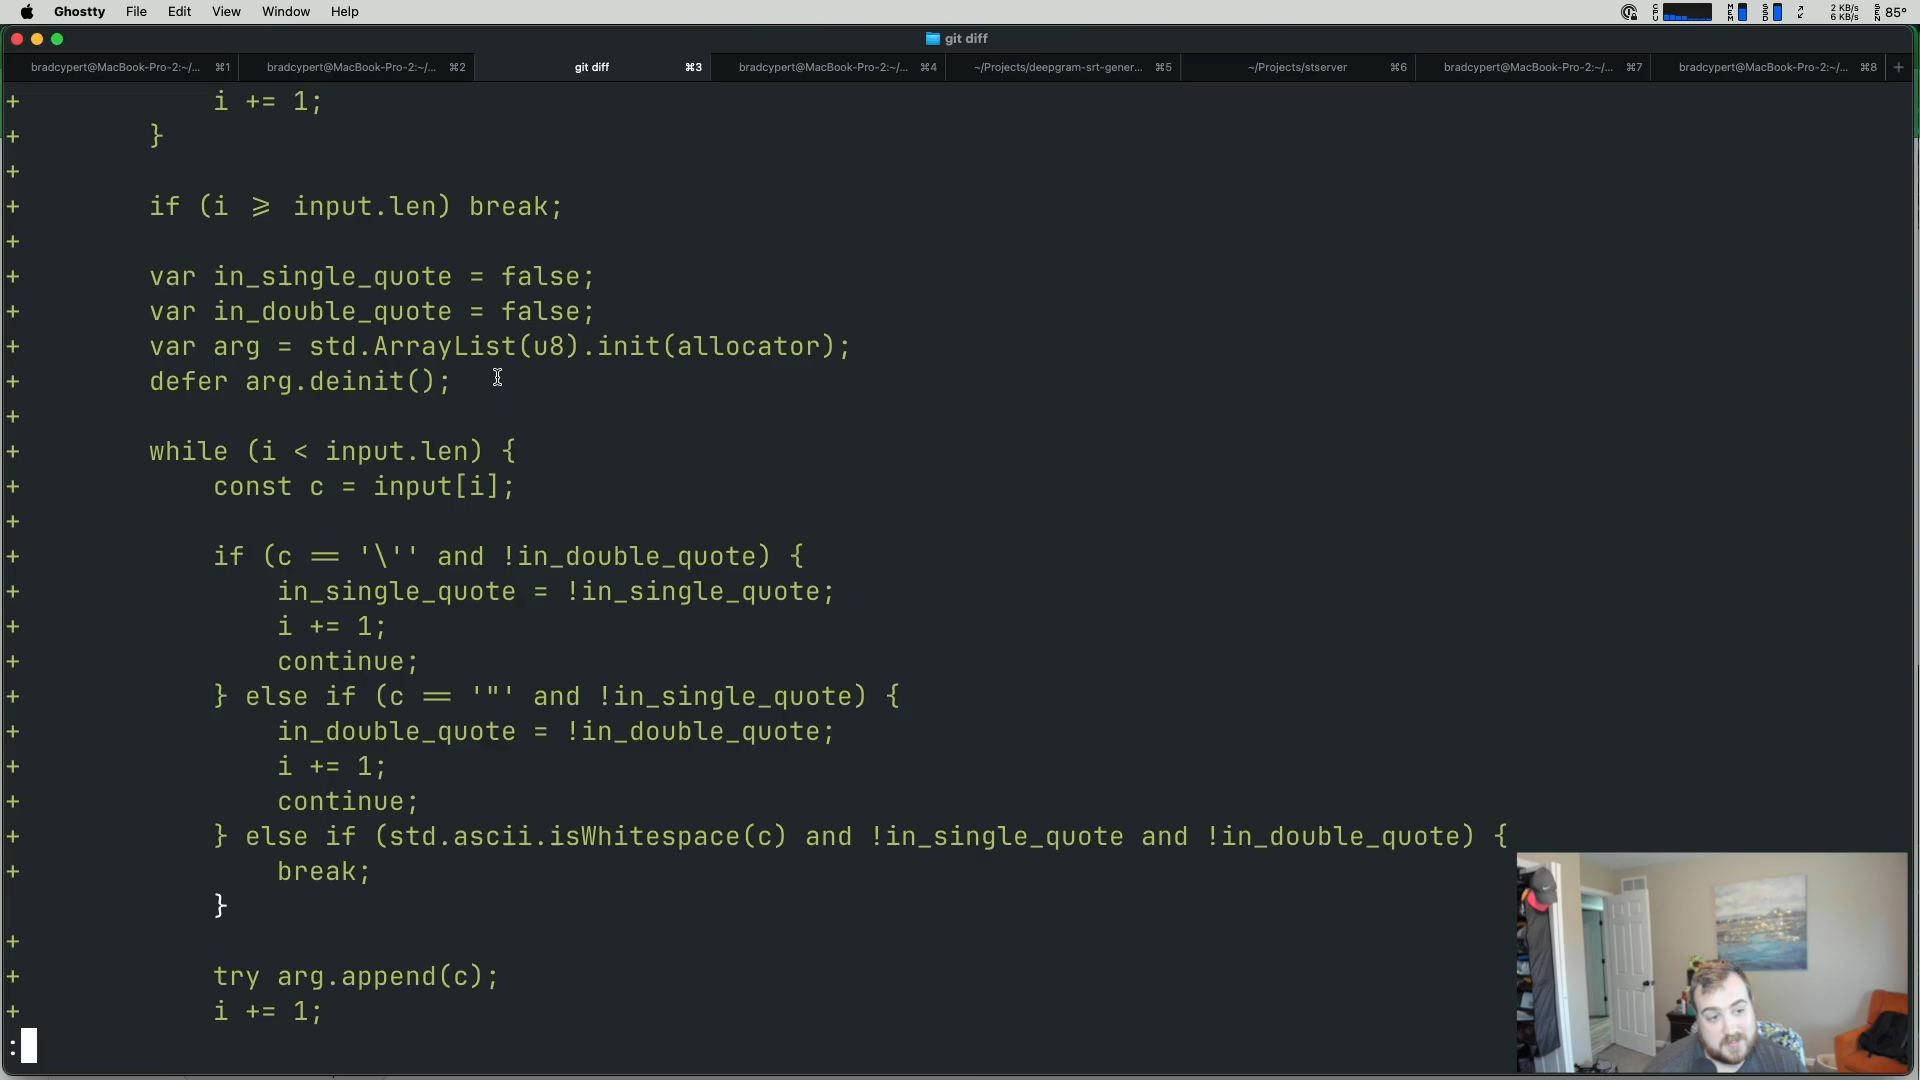 Ghostty File Edit View Window Help
2 KB/s
6 KB/s
85°
git diff
bradcypert@MacBook-Pro-2:~/... ⌘1 bradcypert@MacBook-Pro-2:~/... ⌘2 git diff ⌘3 bradcypert@MacBook-Pro-2:~/... ⌘4 ~/Projects/deepgram-srt-gener... ⌘5 ~/Projects/stserver ⌘6 bradcypert@MacBook-Pro-2:~/... ⌘7 bradcypert@MacBook-Pro-2:~/... ⌘8 +
+ i += 1;
+ }
+
+ if (i >= input.len) break;
+
+ var in_single_quote = false;
+ var in_double_quote = false;
+ var arg = std.ArrayList(u8).init(allocator);
+ defer arg.deinit();
+
+ while (i < input.len) {
+ const c = input[i];
+
+ if (c == '\'' and !in_double_quote) {
+ in_single_quote = !in_single_quote;
+ i += 1;
+ continue;
+ } else if (c == '"' and !in_single_quote) {
+ in_double_quote = !in_double_quote;
+ i += 1;
+ continue;
+ } else if (std.ascii.isWhitespace(c) and !in_single_quote and !in_double_quote) {
+ break;
}
+
+ try arg.append(c);
+ i += 1;
: